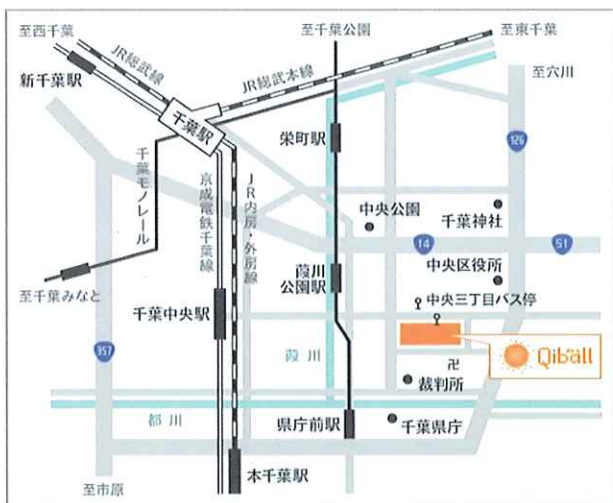 至西千葉
至千葉公園
至東千葉
JR総武線
JR総武本線
新千葉駅
至穴川
千葉駅
栄町駅
126
千葉モノレール
京成電鉄千葉線
JR内房・外房線
中央公園
千葉神社
14
51
葭川
公園駅
中央区役所
至千葉みなと
中央三丁目バス停
千葉中央駅
Qiball
357
葭川
卍
裁判所
都川
県庁前駅
千葉県庁
本千葉駅
至市原